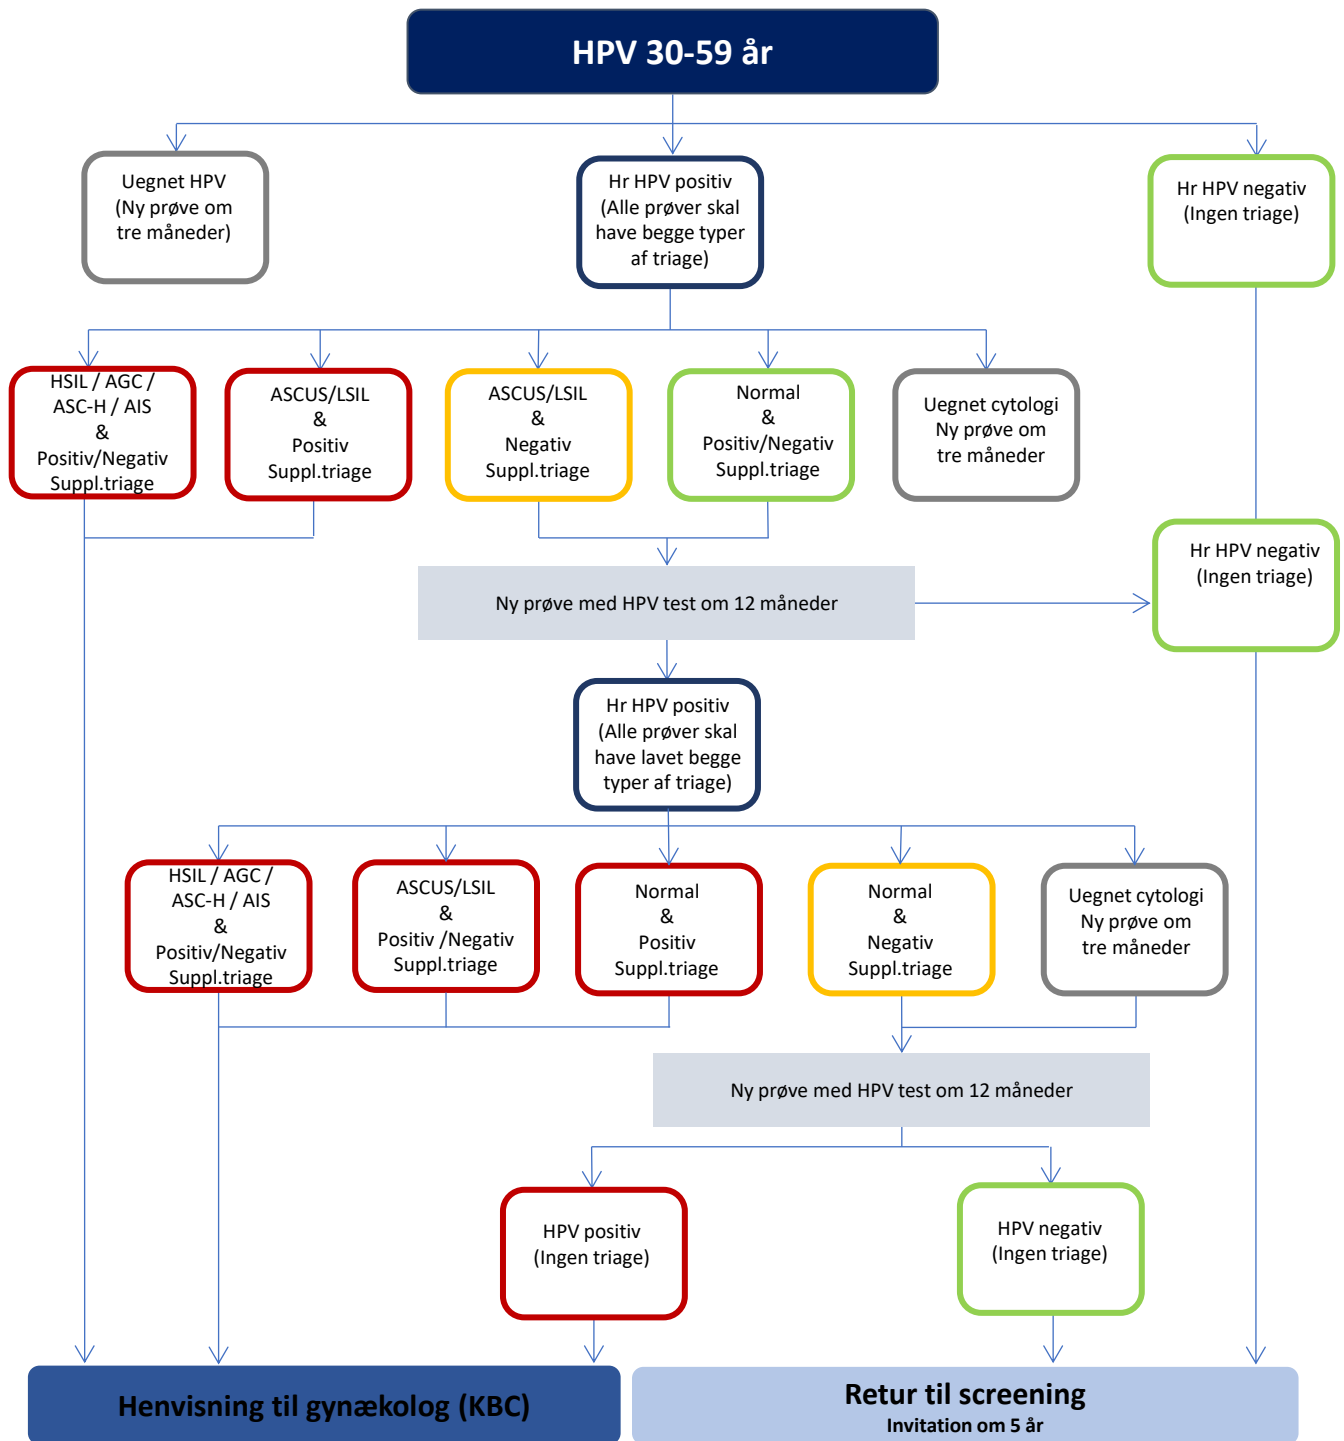 HPV 30-59 år
Uegnet HPV
(Ny prøve om
tre måneder)
Hr HPV positiv
(Alle prøver skal
have begge typer
af triage)
Hr HPV negativ
(Ingen triage)
HSIL / AGC /
ASC-H / AIS
&
Positiv/Negativ
Suppl.triage
ASCUS/LSIL
&
Positiv
Suppl.triage
ASCUS/LSIL
&
Negativ
Suppl.triage
Normal
&
Positiv/Negativ
Suppl.triage
Uegnet cytologi
Ny prøve om
tre måneder
Hr HPV negativ
(Ingen triage)
Ny prøve med HPV test om 12 måneder
Hr HPV positiv
(Alle prøver skal
have lavet begge
typer af triage)
HSIL / AGC /
ASC-H / AIS
&
Positiv/Negativ
Suppl.triage
ASCUS/LSIL
&
Positiv /Negativ
Suppl.triage
Normal
&
Positiv
Suppl.triage
Normal
&
Negativ
Suppl.triage
Uegnet cytologi
Ny prøve om
tre måneder
Ny prøve med HPV test om 12 måneder
HPV positiv
(Ingen triage)
HPV negativ
(Ingen triage)
Henvisning til gynækolog (KBC)
Retur til screening
Invitation om 5 år